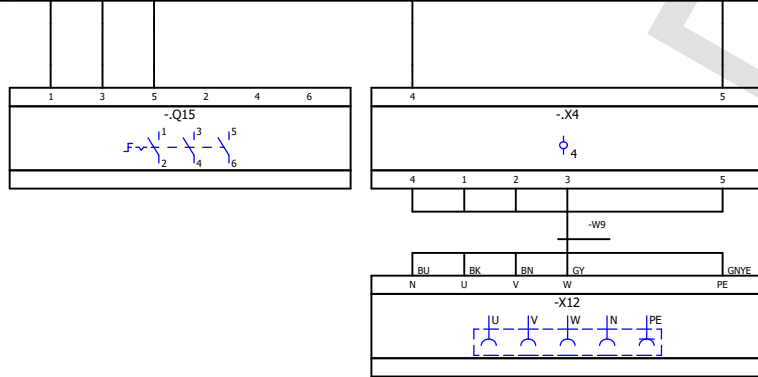 1 3 5 2 4 6
4 5
-.Q15
-.X4
1 3 5
2 4 6
4
4 1 2 3 5
-W9
BU BK BN GY GNYE
N U V W PE
-X12
U V W N PE